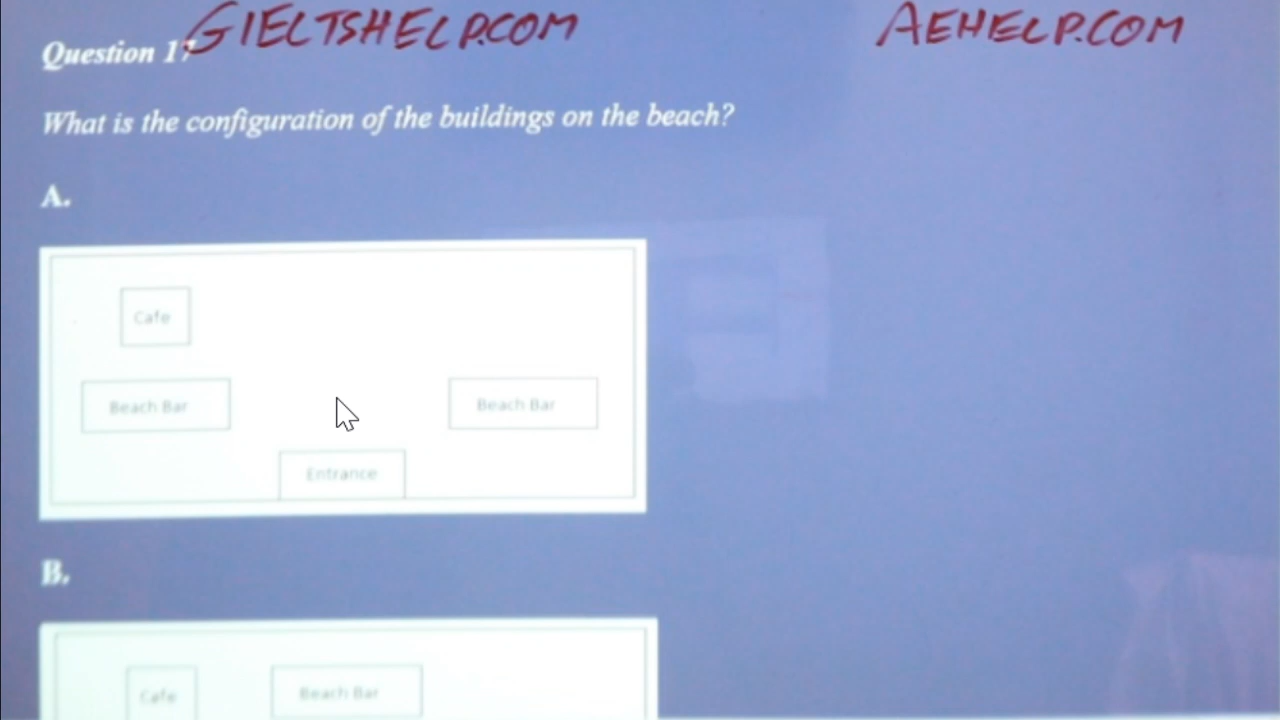 GIELTSHELP.COM AEHELP.COM
Question 17
What is the configuration of the buildings on the beach?
A.
Cafe
Beach Bar Beach Bar
Entrance
B.
Cafe Beach Bar